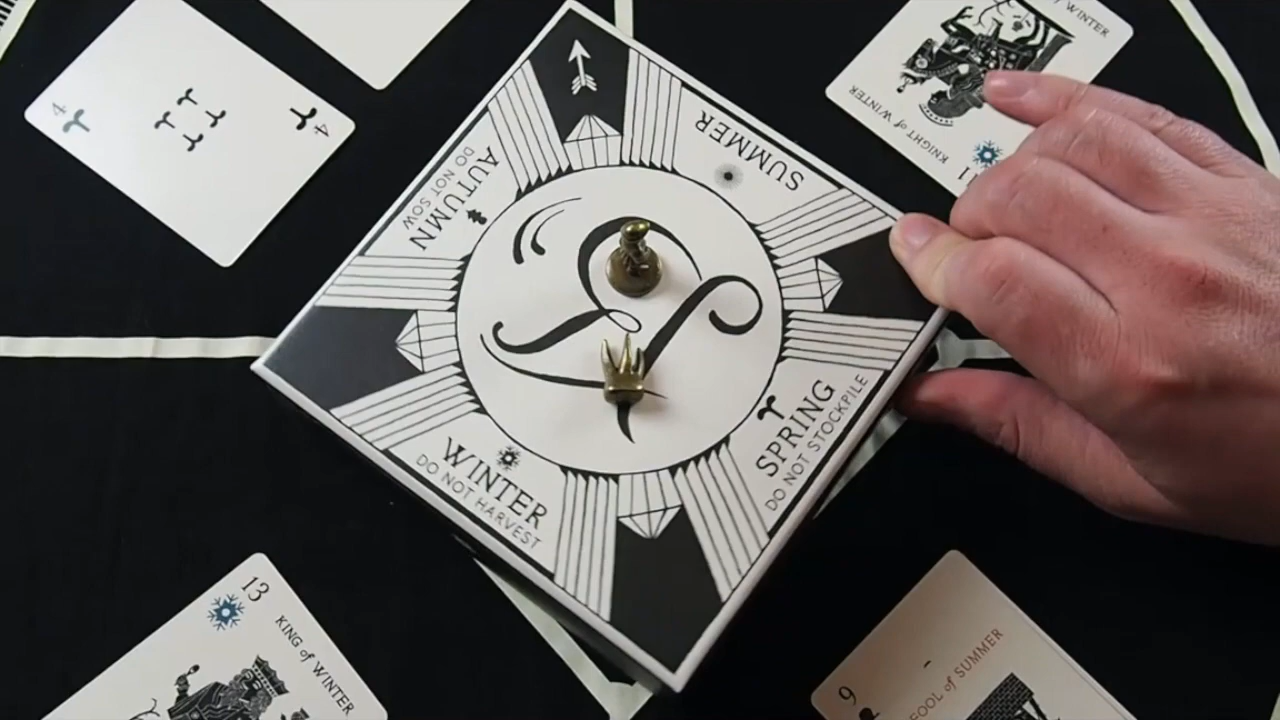 4
4
OF WINTER
KNIGHT of WINTER
11
SUMMER
AUTUMN
DO NOT SOW
SPRING
DO NOT STOCKPILE
WINTER
DO NOT HARVEST
13
KING of WINTER
9
FOOL of SUMMER